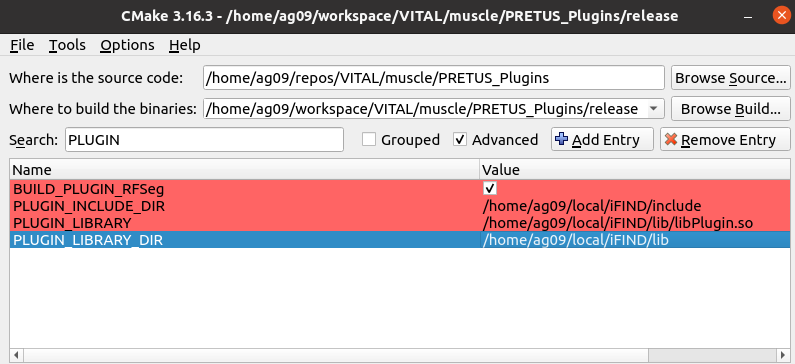 CMake 3.16.3 - /home/ag09/workspace/VITAL/muscle/PRETUS_Plugins/release
File Tools Options Help
Where is the source code: /home/ag09/repos/VITAL/muscle/PRETUS_Plugins Browse Source...
Where to build the binaries: /home/ag09/workspace/VITAL/muscle/PRETUS_Plugins/release Browse Build...
Search: PLUGIN Grouped Advanced Add Entry Remove Entry
Name Value
BUILD_PLUGIN_RFSeg
PLUGIN_INCLUDE_DIR /home/ag09/local/iFIND/include
PLUGIN_LIBRARY /home/ag09/local/iFIND/lib/libPlugin.so
PLUGIN_LIBRARY_DIR /home/ag09/local/iFIND/lib